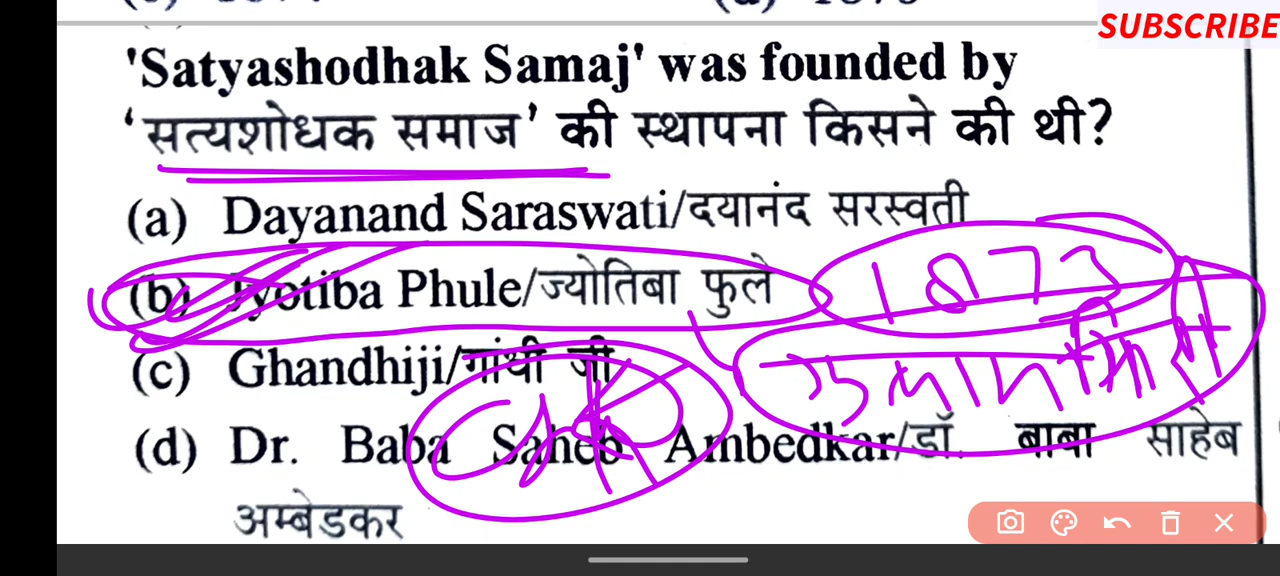 SUBSCRIBE
'Satyashodhak Samaj' was founded by
'सत्यशोधक समाज' की स्थापना किसने की थी?
(a) Dayanand Saraswati/दयानंद सरस्वती
(b) Jyotiba Phule/ज्योतिबा फुले 1873
(c) Ghandhiji/गांधी जी
(d) Dr. Baba Saheb Ambedkar/डॉ. बाबा साहेब
अम्बेडकर